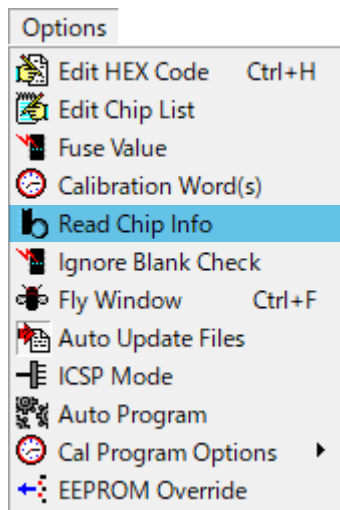 Options
Edit HEX Code Ctrl+H
Edit Chip List
Fuse Value
Calibration Word(s)
Read Chip Info
Ignore Blank Check
Fly Window Ctrl+F
Auto Update Files
ICSP Mode
Auto Program
Cal Program Options
EEPROM Override